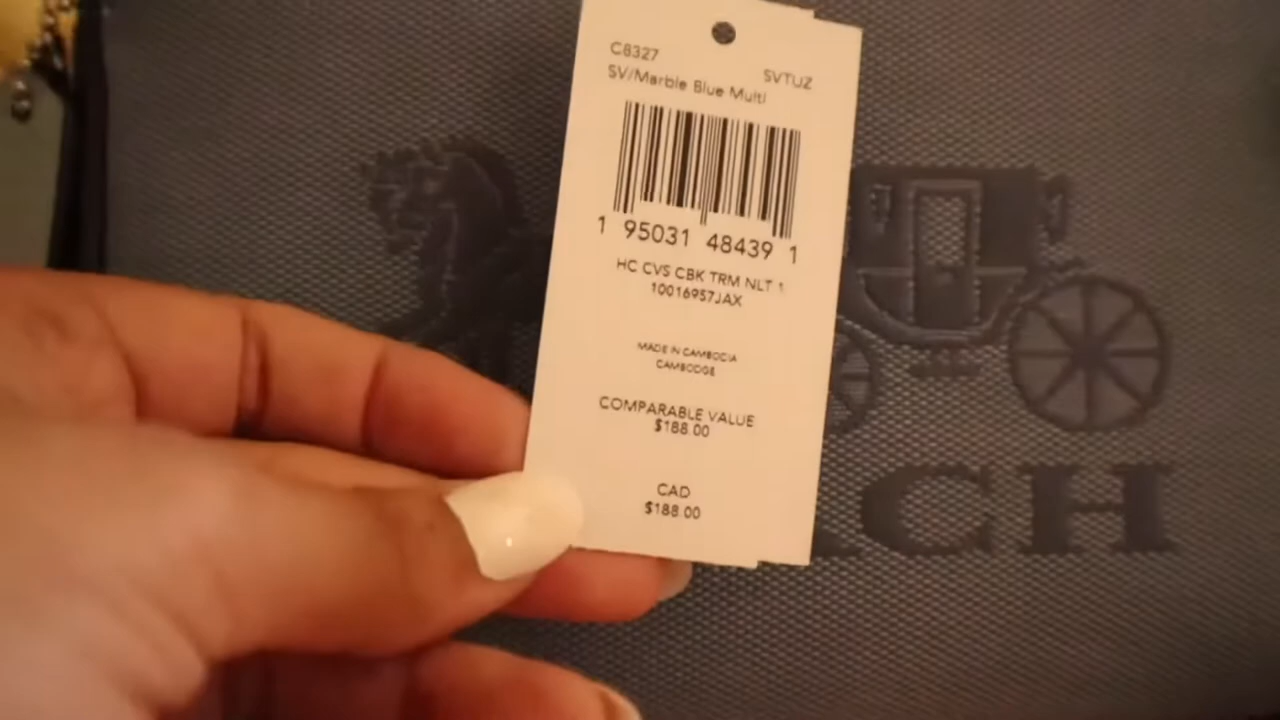 C8327
SVTUZ
SV/Marble Blue Multi
1 95031 48439 1
HC CVS CBK TRM NLT 1
10016957JAX
MADE IN CAMBODIA
CAMBODGE
COMPARABLE VALUE
$188.00
CAD
$188.00
ACH